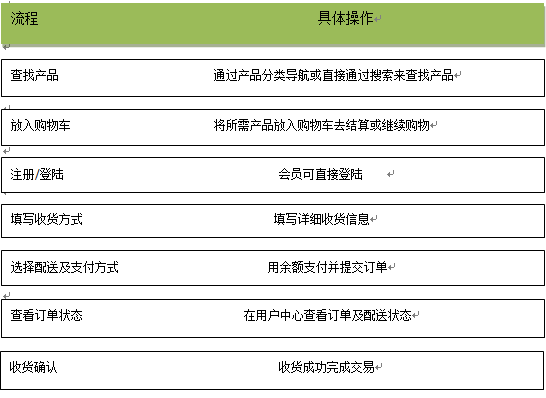 流程 具体操作
查找产品 通过产品分类导航或直接通过搜索来查找产品
放入购物车 将所需产品放入购物车去结算或继续购物
注册/登陆 会员可直接登陆
填写收货方式 填写详细收货信息
选择配送及支付方式 用余额支付并提交订单
查看订单状态 在用户中心查看订单及配送状态
收货确认 收货成功完成交易